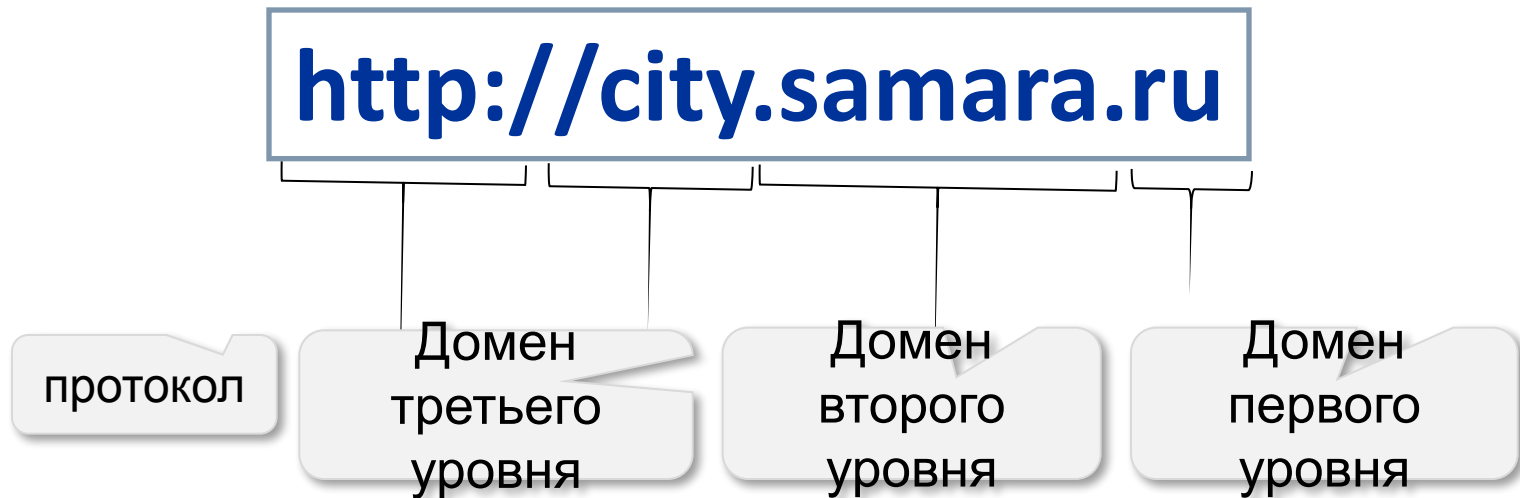 http://city.samara.ru
протокол
Домен
третьего
уровня
Домен
второго
уровня
Домен
первого
уровня